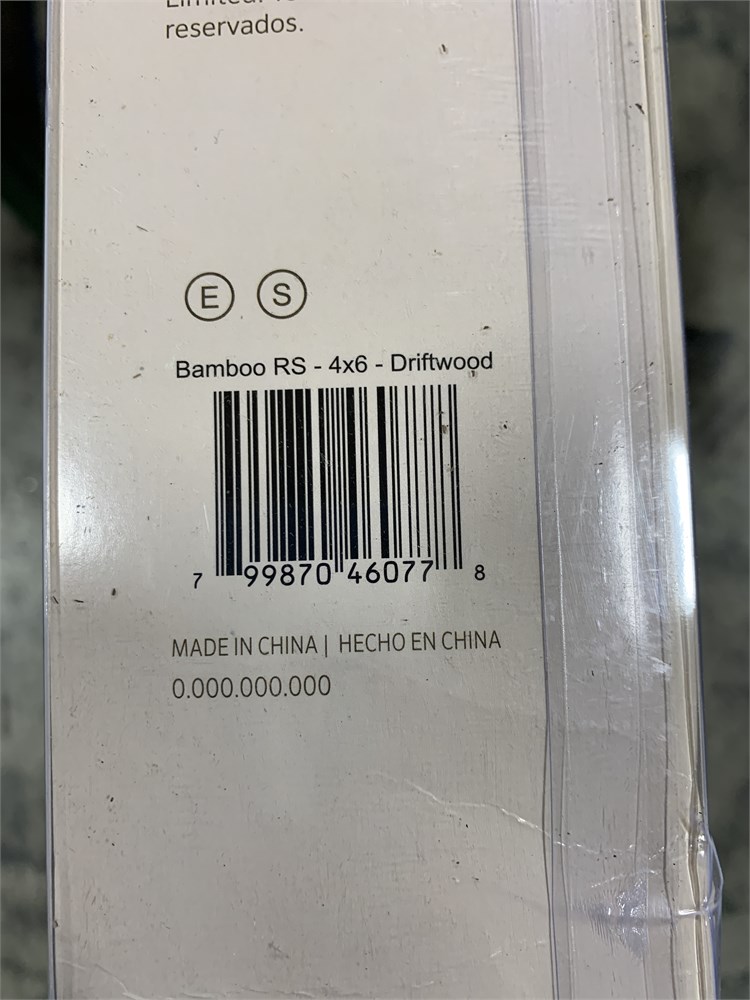 Limited.
reservados.
E S
Bamboo RS - 4x6 - Driftwood
7 99870 46077 8
MADE IN CHINA | HECHO EN CHINA
0.000.000.000